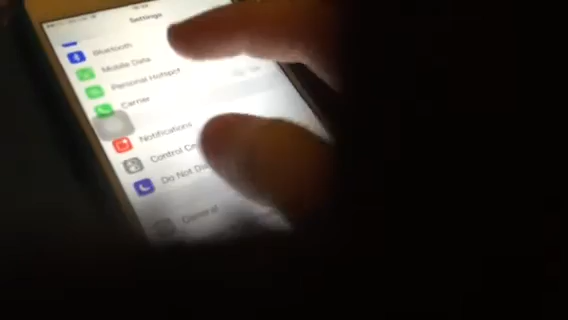 Settings
Bluetooth
Mobile Data
Personal Hotspot
Carrier
Notifications
Control Ce
Do Not Di
General